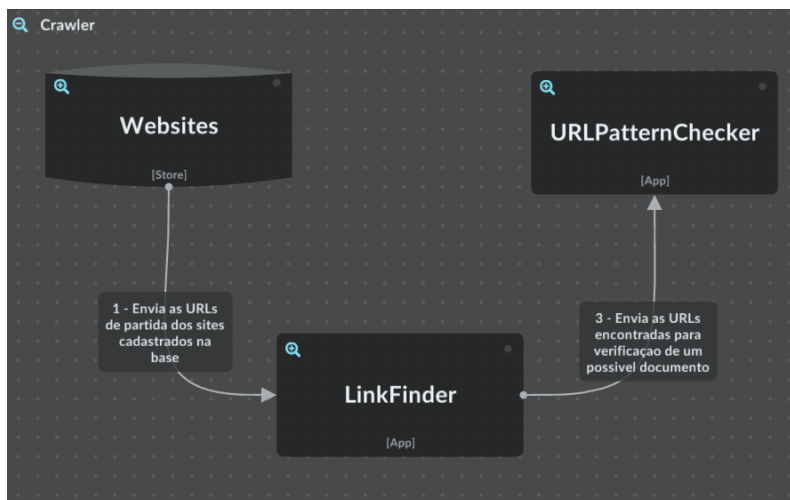 Crawler
Websites
[Store]
URLPatternChecker
[App]
1 - Envia as URLs
de partida dos sites
cadastrados na
base
3 - Envia as URLs
encontradas para
verificaçao de um
possivel documento
LinkFinder
[App]